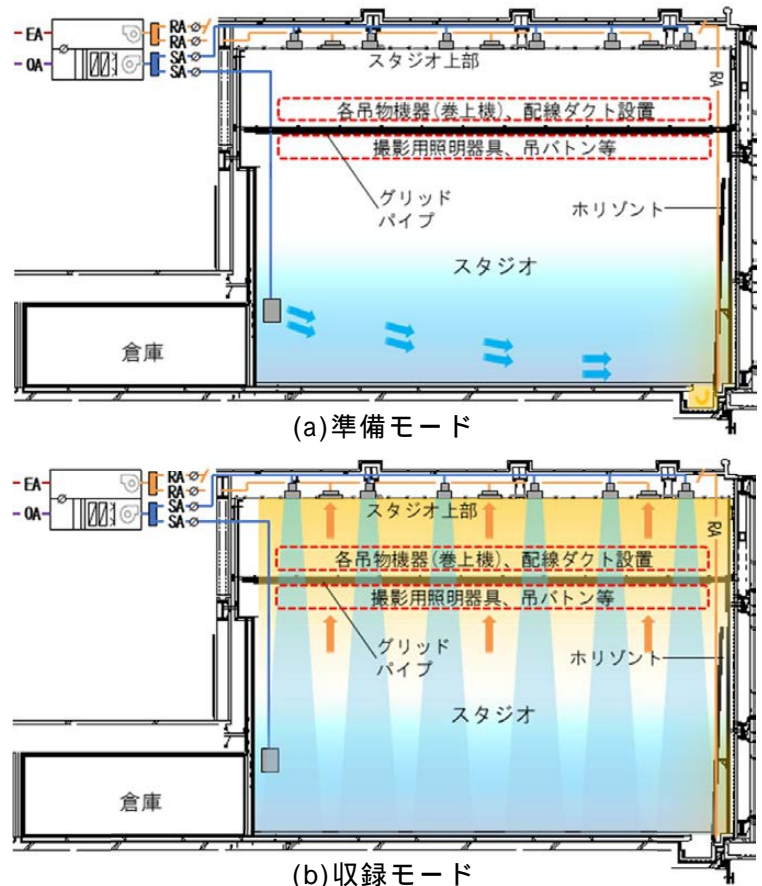 EA
OA
RA
RA
SA
SA
スタジオ上部
RA
各吊物機器(巻上機)、配線ダクト設置
撮影用照明器具、吊バトン等
グリッド
パイプ
ホリゾント
スタジオ
倉庫
(a)準備モード
EA
OA
RA
RA
SA
SA
スタジオ上部
RA
各吊物機器(巻上機)、配線ダクト設置
撮影用照明器具、吊バトン等
グリッド
パイプ
ホリゾント
スタジオ
倉庫
(b)収録モード